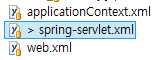 applicationContext.xml
> spring-servlet.xml
web.xml